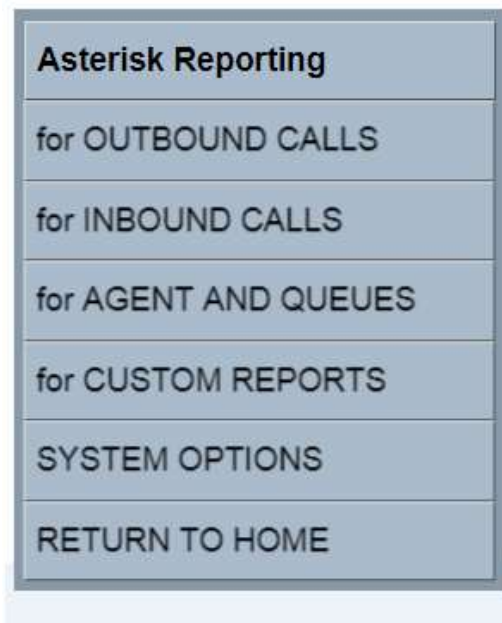 Asterisk Reporting
for OUTBOUND CALLS
for INBOUND CALLS
for AGENT AND QUEUES
for CUSTOM REPORTS
SYSTEM OPTIONS
RETURN TO HOME